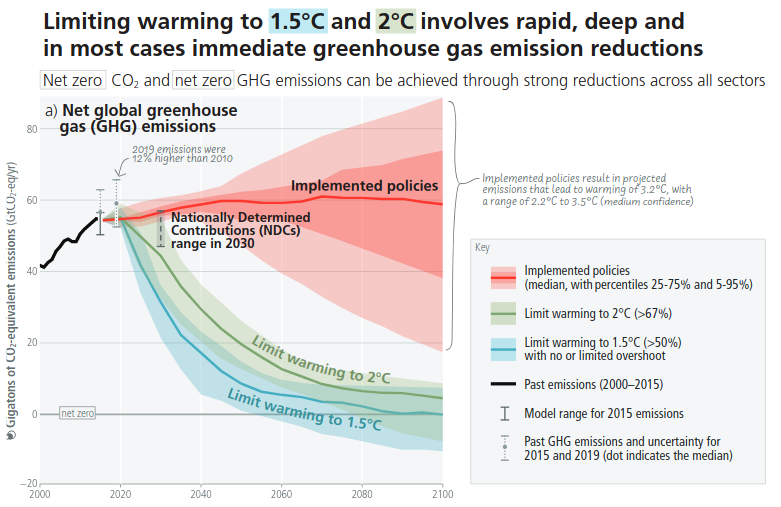 Limiting warming to 1.5°C and 2°C involves rapid, deep and
in most cases immediate greenhouse gas emission reductions
Net zero CO₂ and net zero GHG emissions can be achieved through strong reductions across all sectors
a) Net global greenhouse
gas (GHG) emissions
80
2019 emissions were
12% higher than 2010
Implemented policies
Implemented policies result in projected
emissions that lead to warming of 3.2°C, with
a range of 2.2°C to 3.5°C (medium confidence)
60
Nationally Determined
Contributions (NDCs)
range in 2030
Gigatons of CO₂-equivalent emissions (GtCO₂-eq/yr)
40
20
Limit warming to 2°C
Limit warming to 1.5°C
0
net zero
−20
2000
2020
2040
2060
2080
2100
Key
Implemented policies
(median, with percentiles 25-75% and 5-95%)
Limit warming to 2°C (>67%)
Limit warming to 1.5°C (>50%)
with no or limited overshoot
Past emissions (2000–2015)
Model range for 2015 emissions
Past GHG emissions and uncertainty for
2015 and 2019 (dot indicates the median)